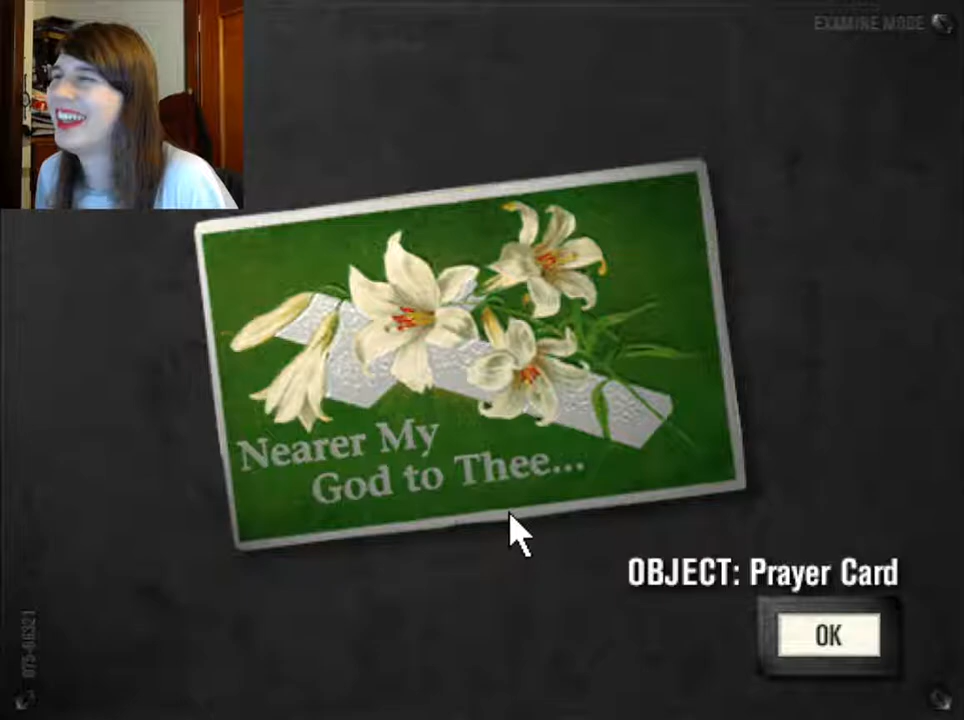 EXAMINE MODE
Nearer My
God to Thee...
OBJECT: Prayer Card
OK